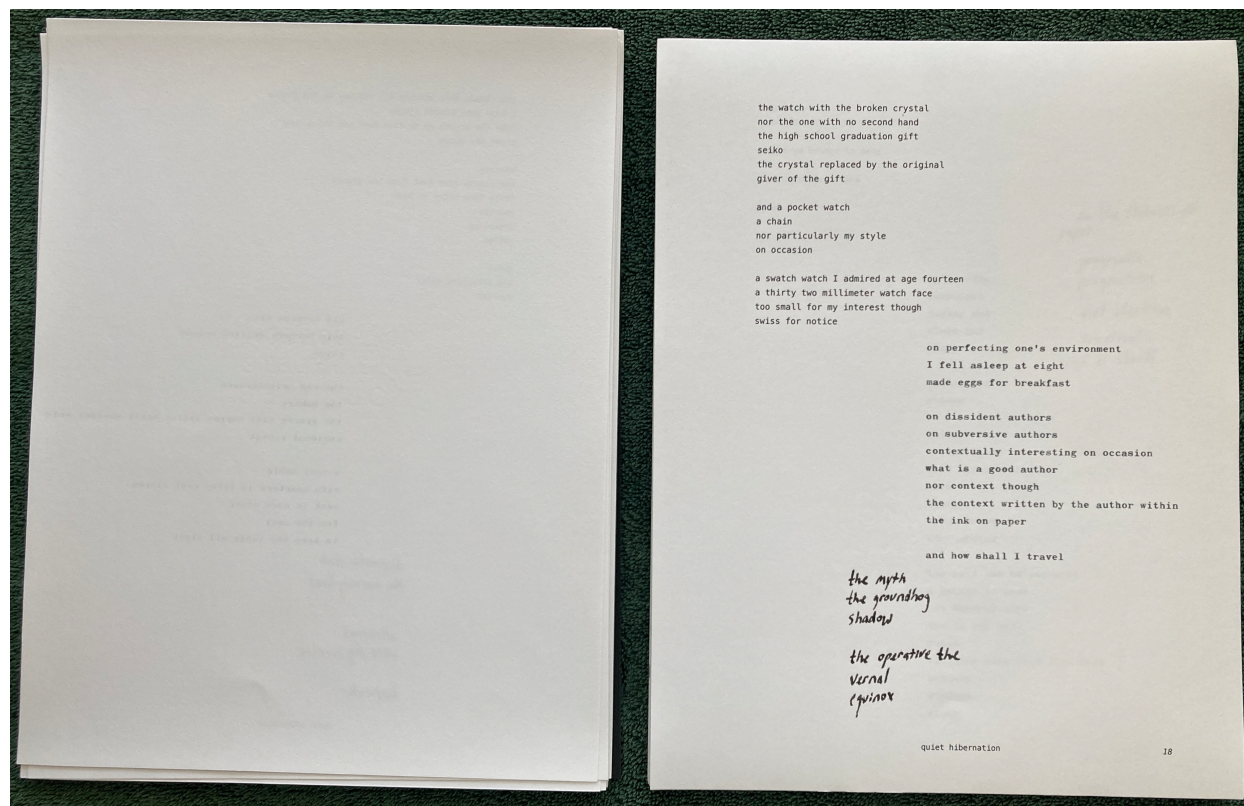 the watch with the broken crystal
nor the one with no second hand
the high school graduation gift
seiko
the crystal replaced by the original
giver of the gift
and a pocket watch
a chain
nor particularly my style
on occasion
a swatch watch I admired at age fourteen
a thirty two millimeter watch face
too small for my interest though
swiss for notice
on perfecting one's environment
I fell asleep at eight
made eggs for breakfast
on dissident authors
on subversive authors
contextually interesting on occasion
what is a good author
nor context though
the context written by the author within
the ink on paper
and how shall I travel
the myth
the groundhog
shadow
the operative the
vernal
equinox
quiet hibernation
18